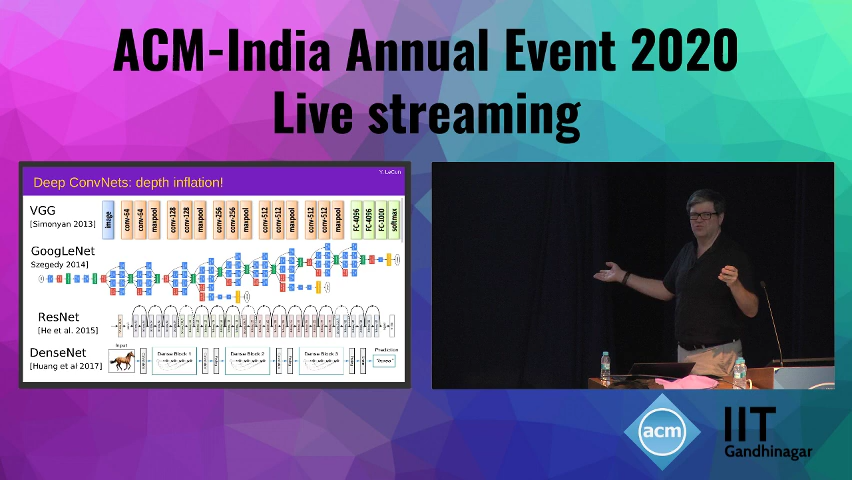 ACM-India Annual Event 2020
Live streaming
Y. LeCun
Deep ConvNets: depth inflation!
VGG
[Simonyan 2013]
image
conv-64
conv-64
maxpool
conv-128
conv-128
maxpool
conv-256
conv-256
maxpool
conv-512
conv-512
maxpool
conv-512
conv-512
maxpool
FC-4096
FC-4096
FC-1000
softmax
GoogLeNet
Szegedy 2014]
ResNet
[He et al. 2015]
DenseNet
[Huang et al 2017]
Input
Dense Block 1
Dense Block 2
Dense Block 3
Prediction
acm
IIT
Gandhinagar